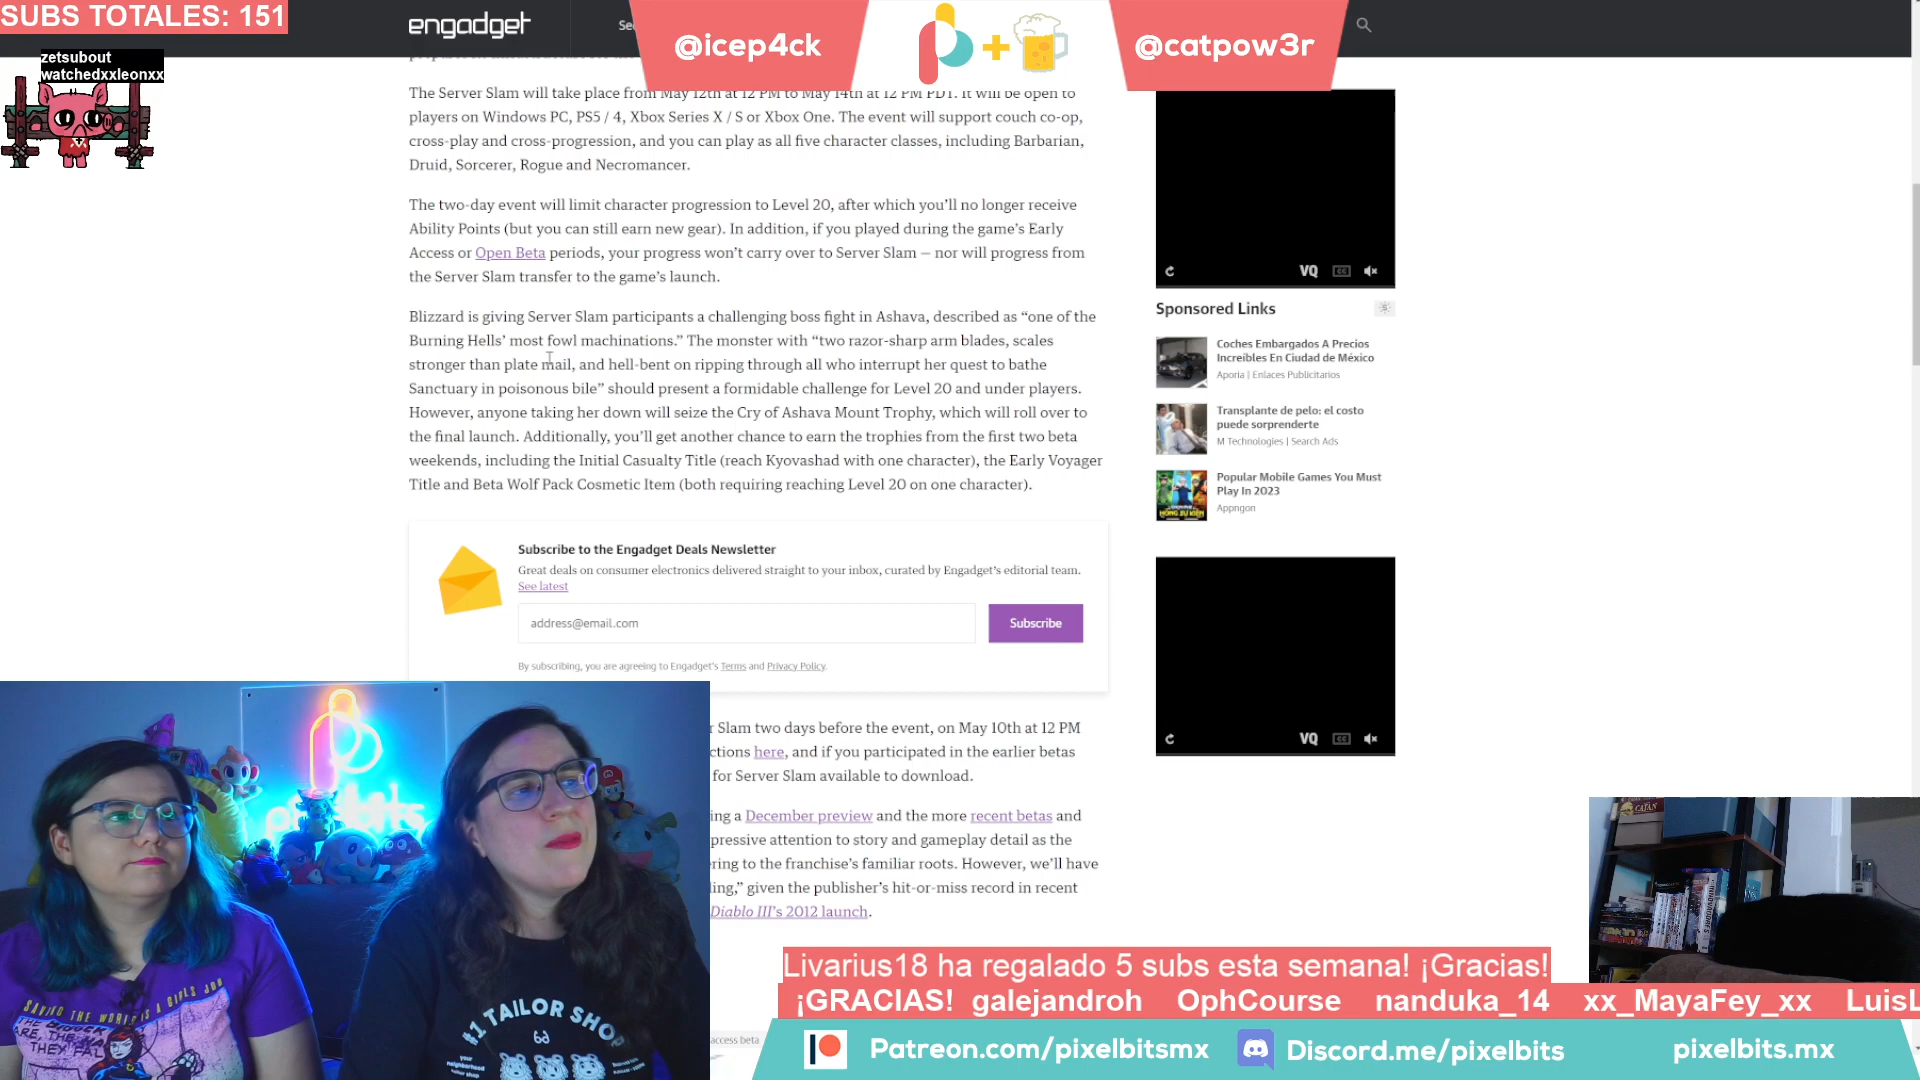 SUBS TOTALES: 151
zetsubout
watchedxxleonxx
engadget
@icep4ck
@catpow3r
The Server Slam will take place from May 12th at 12 PM to May 14th at 12 PM PDT. It will be open to
players on Windows PC, PS5 / 4, Xbox Series X / S or Xbox One. The event will support couch co-op,
cross-play and cross-progression, and you can play as all five character classes, including Barbarian,
Druid, Sorcerer, Rogue and Necromancer.
The two-day event will limit character progression to Level 20, after which you’ll no longer receive
Ability Points (but you can still earn new gear). In addition, if you played during the game’s Early
Access or Open Beta periods, your progress won’t carry over to Server Slam — nor will progress from
the Server Slam transfer to the game’s launch.
Blizzard is giving Server Slam participants a challenging boss fight in Ashava, described as “one of the
Burning Hells’ most fowl machinations.” The monster with “two razor-sharp arm blades, scales
stronger than plate mail, and hell-bent on ripping through all who interrupt her quest to bathe
Sanctuary in poisonous bile” should present a formidable challenge for Level 20 and under players.
However, anyone taking her down will seize the Cry of Ashava Mount Trophy, which will roll over to
the final launch. Additionally, you’ll get another chance to earn the trophies from the first two beta
weekends, including the Initial Casualty Title (reach Kyovashad with one character), the Early Voyager
Title and Beta Wolf Pack Cosmetic Item (both requiring reaching Level 20 on one character).
Subscribe to the Engadget Deals Newsletter
Great deals on consumer electronics delivered straight to your inbox, curated by Engadget’s editorial team.
See latest
address@email.com
Subscribe
By subscribing, you are agreeing to Engadget's Terms and Privacy Policy.
Slam two days before the event, on May 10th at 12 PM
ctions here, and if you participated in the earlier betas
for Server Slam available to download.
ing a December preview and the more recent betas and
pressive attention to story and gameplay detail as the
ering to the franchise’s familiar roots. However, we’ll have
ling,” given the publisher’s hit-or-miss record in recent
Diablo III’s 2012 launch.
access beta
VQ CC
Sponsored Links
Coches Embargados A Precios
Increíbles En Ciudad de México
Aporia | Enlaces Publicitarios
Transplante de pelo: el costo
puede sorprenderte
M Technologies | Search Ads
Popular Mobile Games You Must
Play In 2023
Appngon
VQ CC
CATAN
pixelbits
SAVING THE WORLD IS A GIRLS JOB
#1 TAILOR SHOP
your
neighborhood
tailor shop
Livarius18 ha regalado 5 subs esta semana! ¡Gracias!
¡GRACIAS! galejandroh OphCourse nanduka_14 xx_MayaFey_xx LuisL
Patreon.com/pixelbitsmx
Discord.me/pixelbits
pixelbits.mx